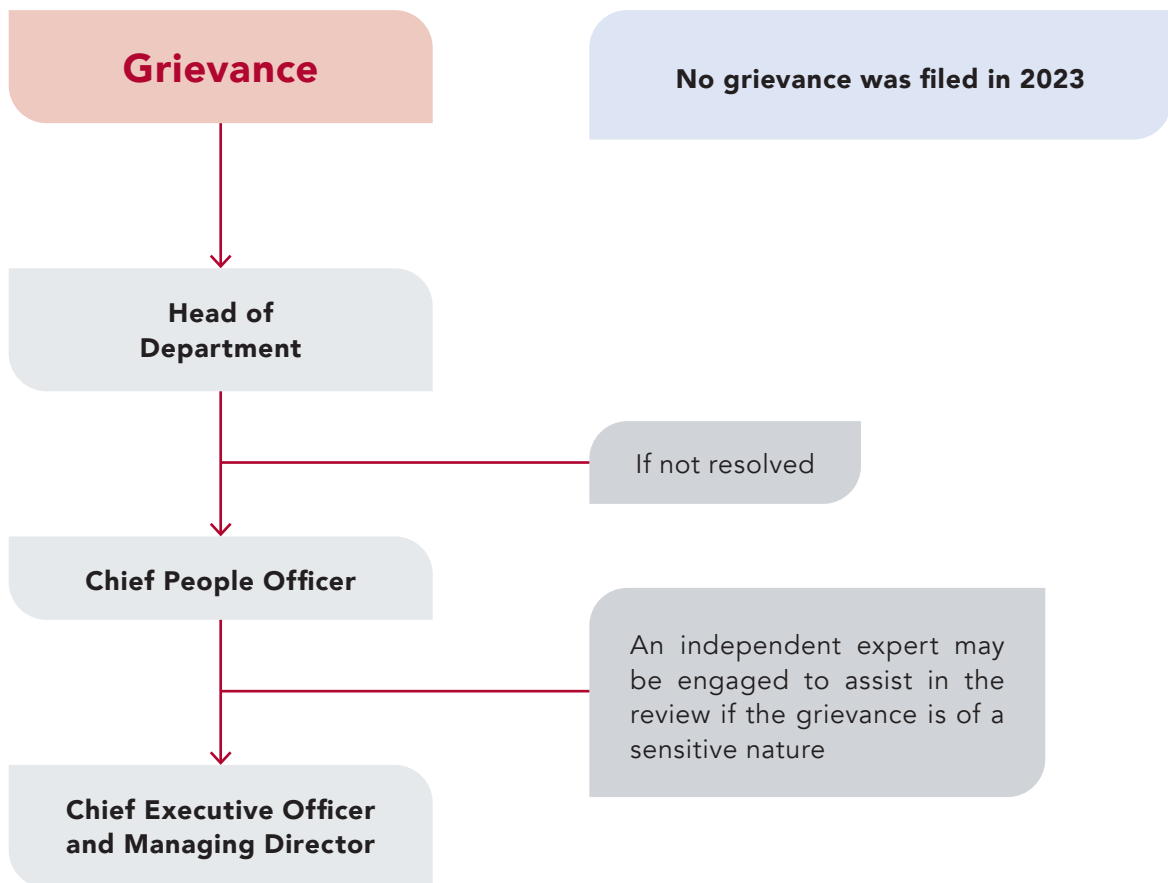 Grievance
No grievance was filed in 2023
Head of
Department
If not resolved
Chief People Officer
An independent expert may
be engaged to assist in the
review if the grievance is of a
sensitive nature
Chief Executive Officer
and Managing Director